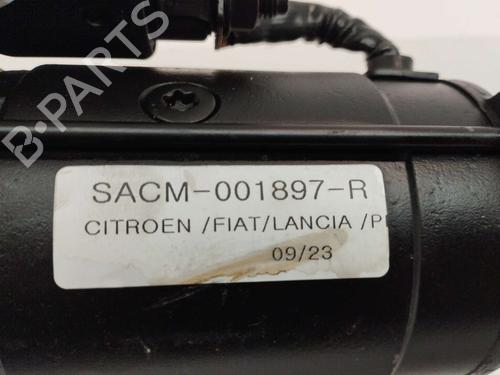 B-PARTS
SACM-001897-R
CITROEN /FIAT/LANCIA
09/23